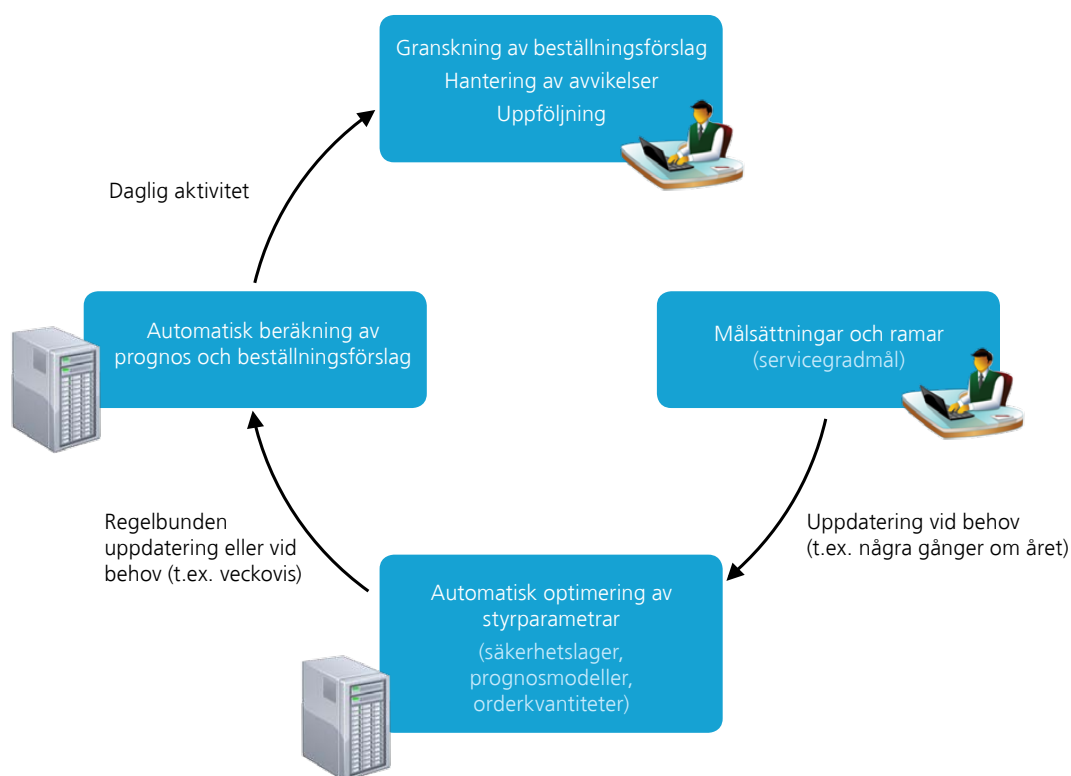 Granskning av beställningsförslag
Hantering av avvikelser
Uppföljning
Daglig aktivitet
Automatisk beräkning av
prognos och beställningsförslag
Målsättningar och ramar
(servicegradmål)
Regelbunden
uppdatering eller vid
behov (t.ex. veckovis)
Uppdatering vid behov
(t.ex. några gånger om året)
Automatisk optimering av
styrparametrar
(säkerhetslager,
prognosmodeller,
orderkvantiteter)